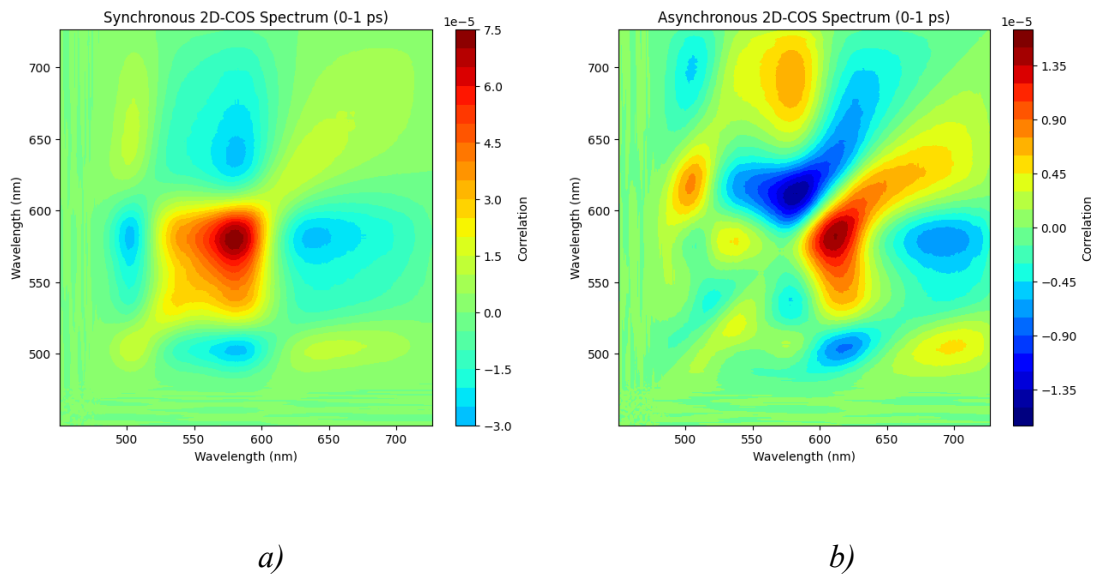 Synchronous 2D-COS Spectrum (0-1 ps)
1e−5
700
650
600
550
500
Wavelength (nm)
500 550 600 650 700
Wavelength (nm)
7.5
6.0
4.5
3.0
1.5
0.0
−1.5
−3.0
Correlation
a)
Asynchronous 2D-COS Spectrum (0-1 ps)
1e−5
700
650
600
550
500
Wavelength (nm)
500 550 600 650 700
Wavelength (nm)
1.35
0.90
0.45
0.00
−0.45
−0.90
−1.35
Correlation
b)